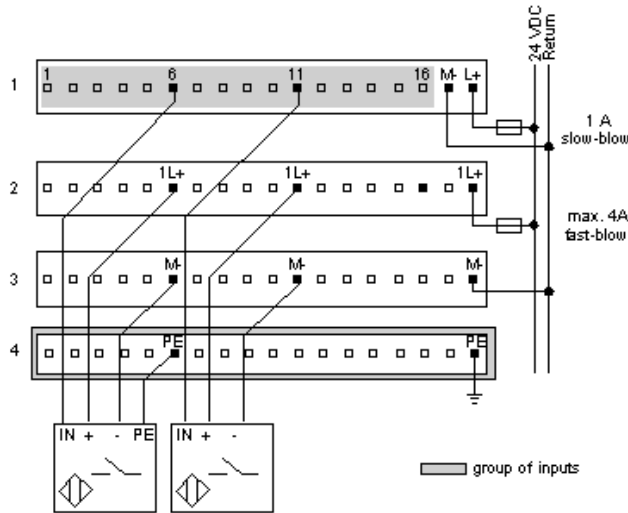 24 VDC
Return
1 6 11 16 M- L+
1
1 A
slow-blow
1L+ 1L+ 1L+
2
max. 4A
fast-blow
M- M- M-
3
PE PE
4
IN + - PE
IN + -
group of inputs